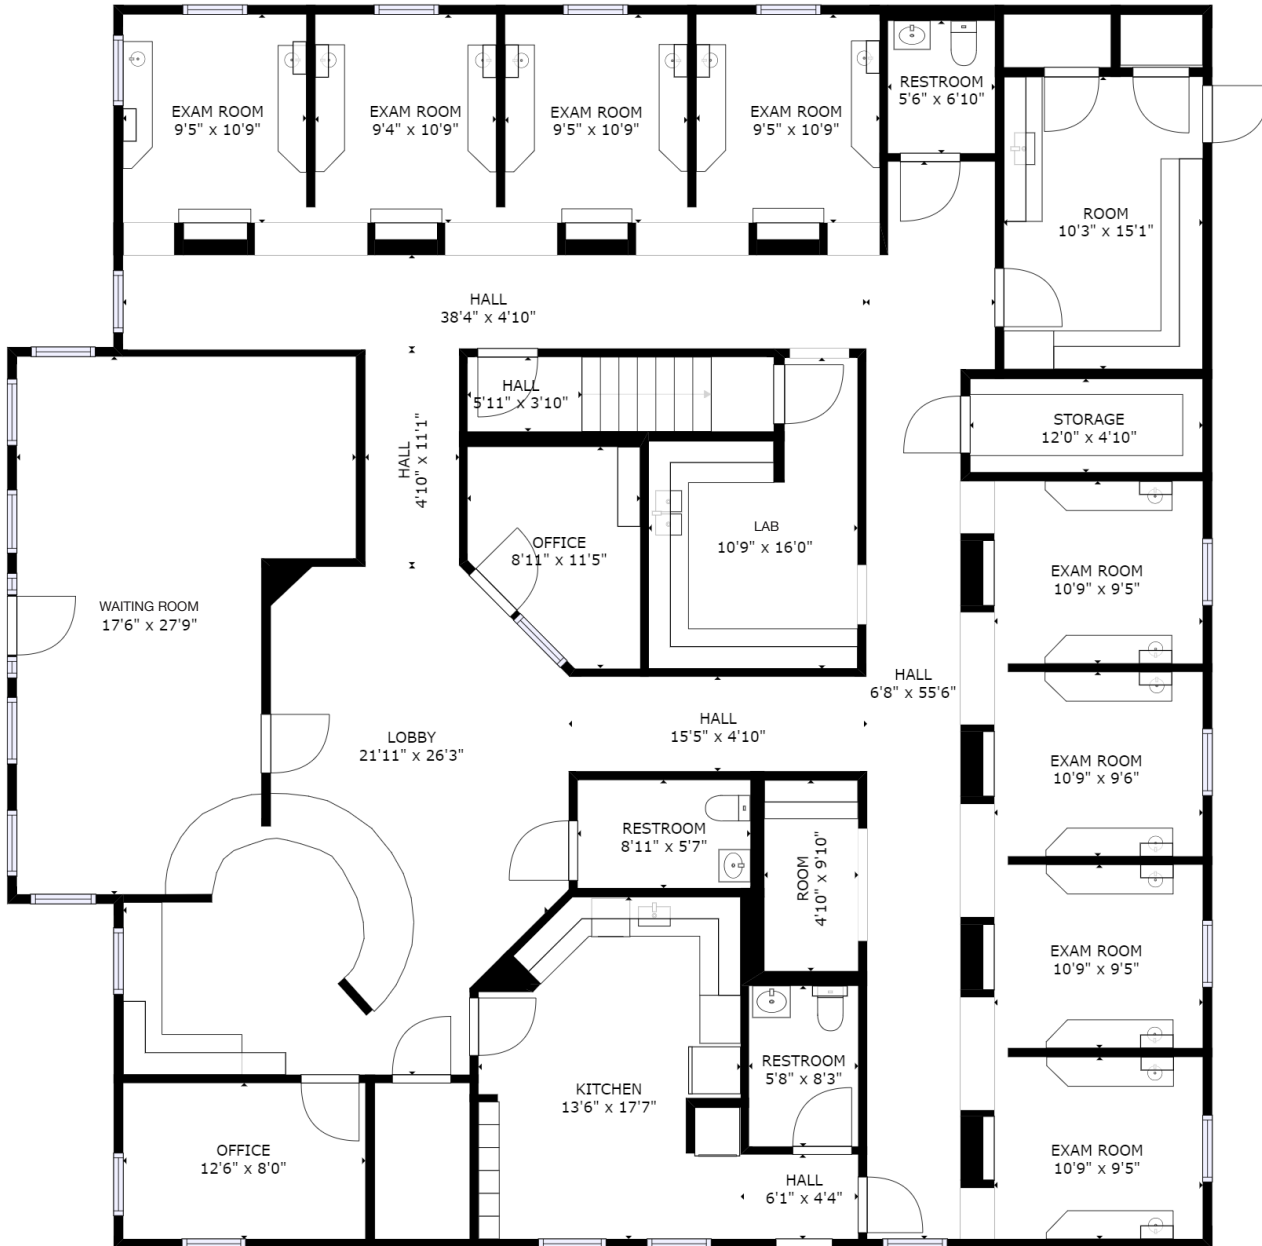 EXAM ROOM
9'5" x 10'9"
EXAM ROOM
9'4" x 10'9"
EXAM ROOM
9'5" x 10'9"
EXAM ROOM
9'5" x 10'9"
RESTROOM
5'6" x 6'10"
ROOM
10'3" x 15'1"
HALL
38'4" x 4'10"
HALL
5'11" x 3'10"
HALL
4'10" x 11'1"
STORAGE
12'0" x 4'10"
OFFICE
8'11" x 11'5"
LAB
10'9" x 16'0"
EXAM ROOM
10'9" x 9'5"
WAITING ROOM
17'6" x 27'9"
HALL
6'8" x 55'6"
LOBBY
21'11" x 26'3"
HALL
15'5" x 4'10"
EXAM ROOM
10'9" x 9'6"
RESTROOM
8'11" x 5'7"
ROOM
4'10" x 9'10"
EXAM ROOM
10'9" x 9'5"
RESTROOM
5'8" x 8'3"
KITCHEN
13'6" x 17'7"
OFFICE
12'6" x 8'0"
HALL
6'1" x 4'4"
EXAM ROOM
10'9" x 9'5"